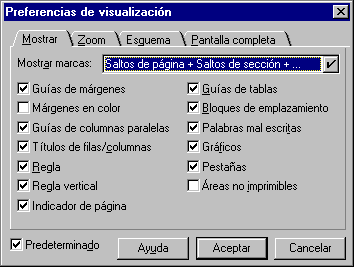 Preferencias de visualización
Mostrar
Zoom
Esquema
Pantalla completa
Mostrar marcas:
Saltos de página + Saltos de sección + ...
Guías de márgenes
Márgenes en color
Guías de columnas paralelas
Títulos de filas/columnas
Regla
Regla vertical
Indicador de página
Guías de tablas
Bloques de emplazamiento
Palabras mal escritas
Gráficos
Pestañas
Áreas no imprimibles
Predeterminado
Ayuda
Aceptar
Cancelar